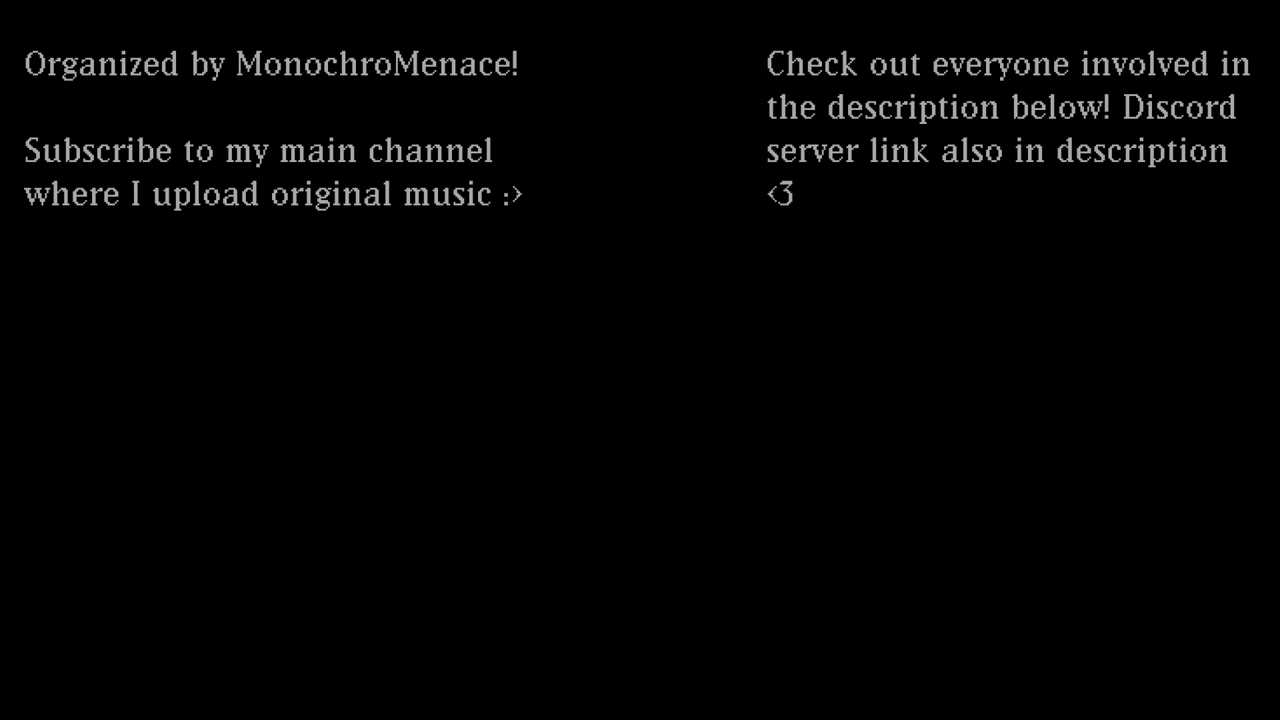 Organized by MonochroMenace!
Subscribe to my main channel
where I upload original music :>
Check out everyone involved in
the description below! Discord
server link also in description
<3